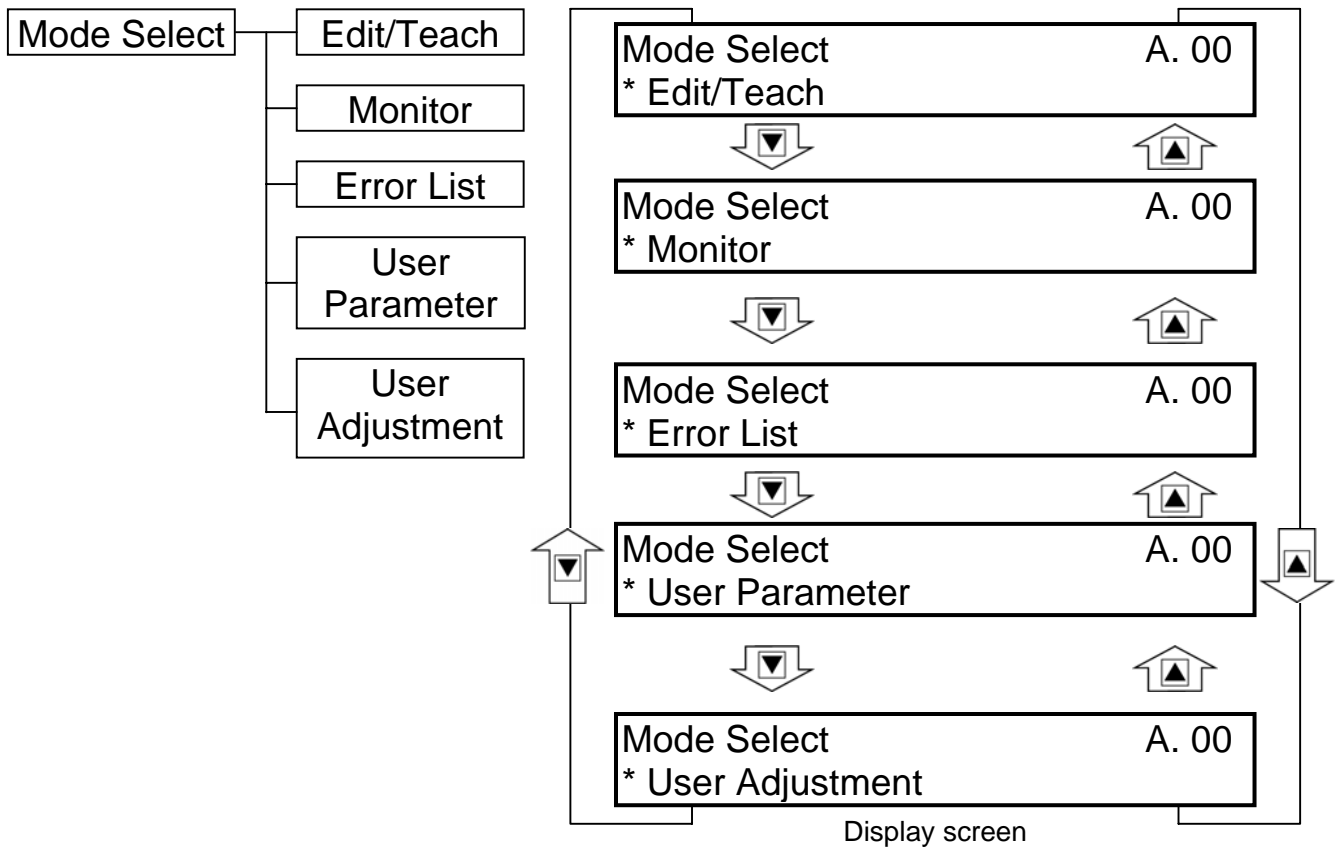 Mode Select
Edit/Teach
Monitor
Error List
User
Parameter
User
Adjustment
Mode Select A. 00
* Edit/Teach
▼ ▲
Mode Select A. 00
* Monitor
▼ ▲
Mode Select A. 00
* Error List
▼ ▲
Mode Select A. 00
* User Parameter
▼ ▲
▼ ▲
Mode Select A. 00
* User Adjustment
Display screen